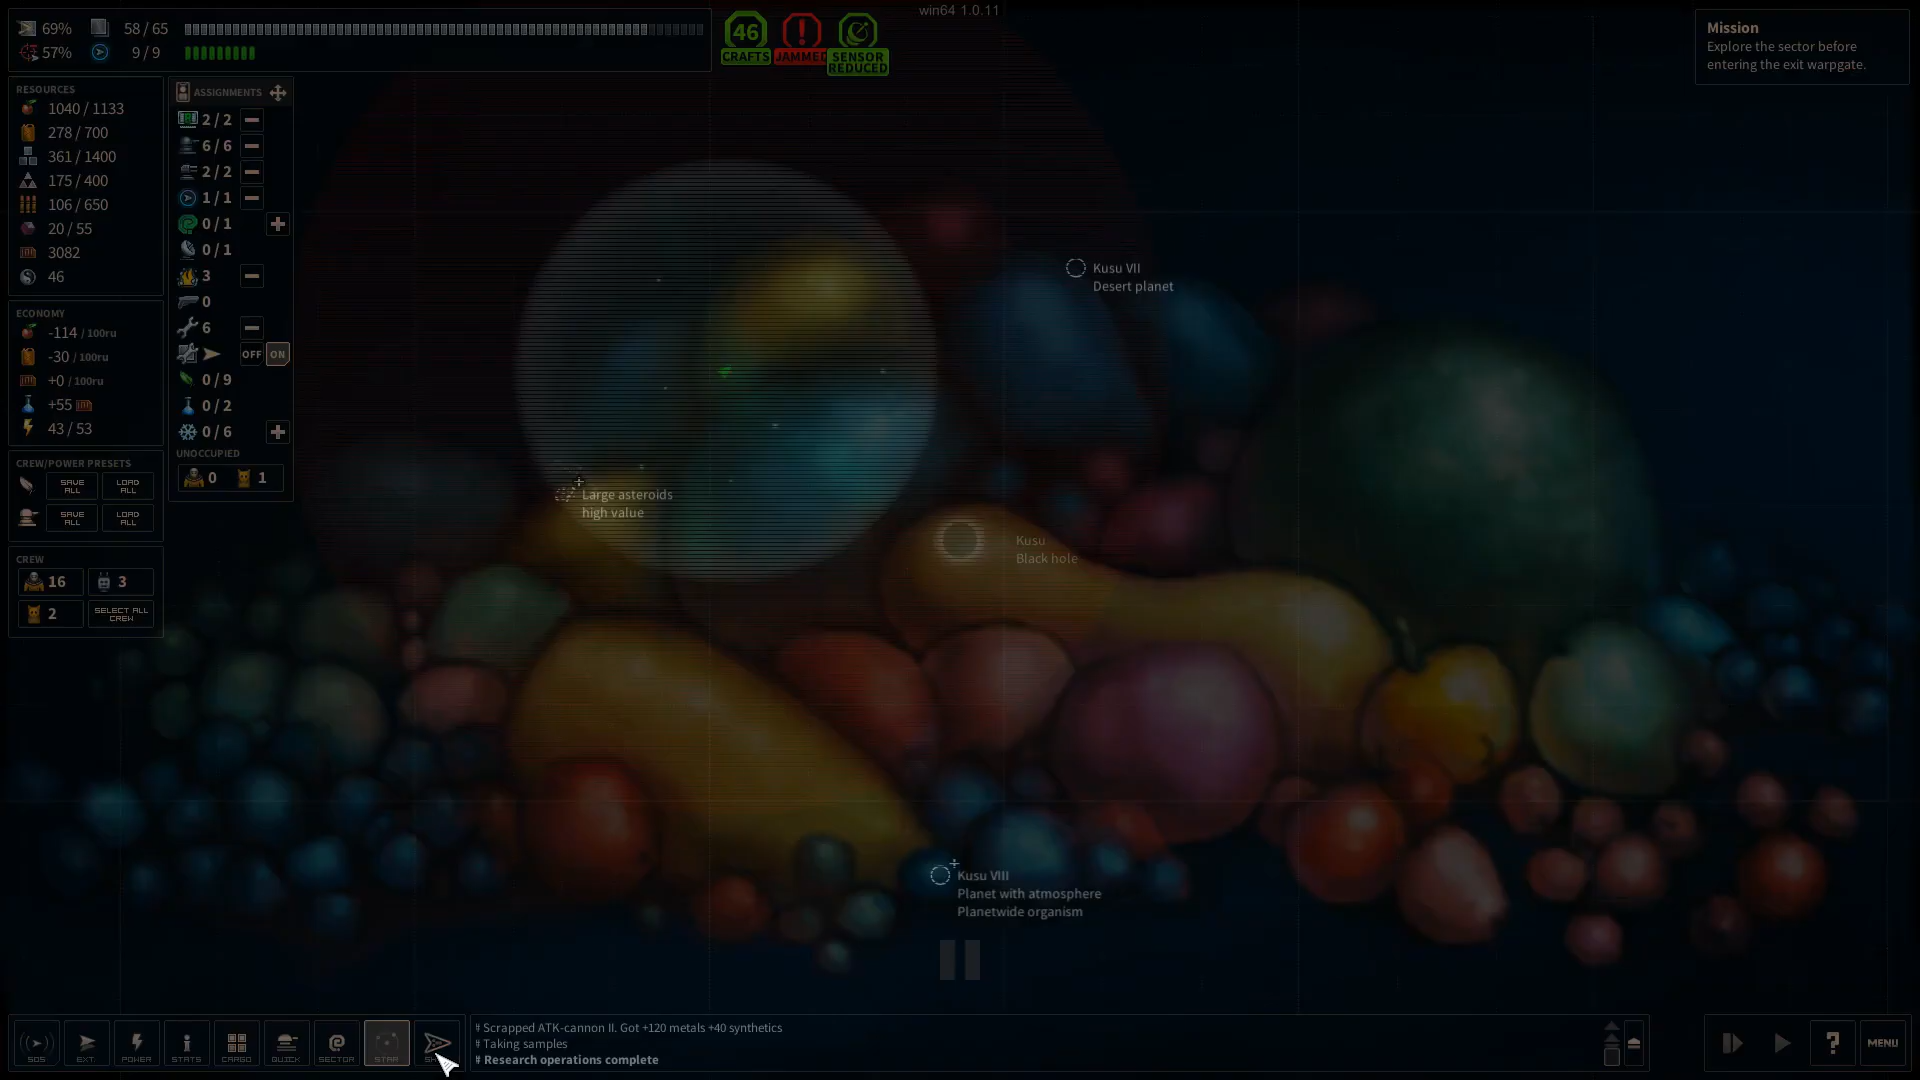 win64 1.0.11
69%
58 / 65
57%
9 / 9
46
CRAFTS
JAMMED
SENSOR
REDUCED
Mission
Explore the sector before
entering the exit warpgate.
RESOURCES
1040 / 1133
278 / 700
361 / 1400
175 / 400
106 / 650
20 / 55
3082
46
ECONOMY
-114 / 100ru
-30 / 100ru
+0 / 100ru
+55
43 / 53
CREW/POWER PRESETS
SAVE ALL
LOAD ALL
SAVE ALL
LOAD ALL
CREW
16
3
2
SELECT ALL CREW
ASSIGNMENTS
2 / 2
6 / 6
2 / 2
1 / 1
0 / 1
0 / 1
3
0
6
OFF
ON
0 / 9
0 / 2
0 / 6
UNOCCUPIED
0
1
Kusu VII
Desert planet
Large asteroids
high value
Kusu
Black hole
Kusu VIII
Planet with atmosphere
Planetwide organism
SOS
EXT.
POWER
STATS
CARGO
QUICK
SECTOR
STAR
Scrapped ATK-cannon II. Got +120 metals +40 synthetics
Taking samples
Research operations complete
?
MENU